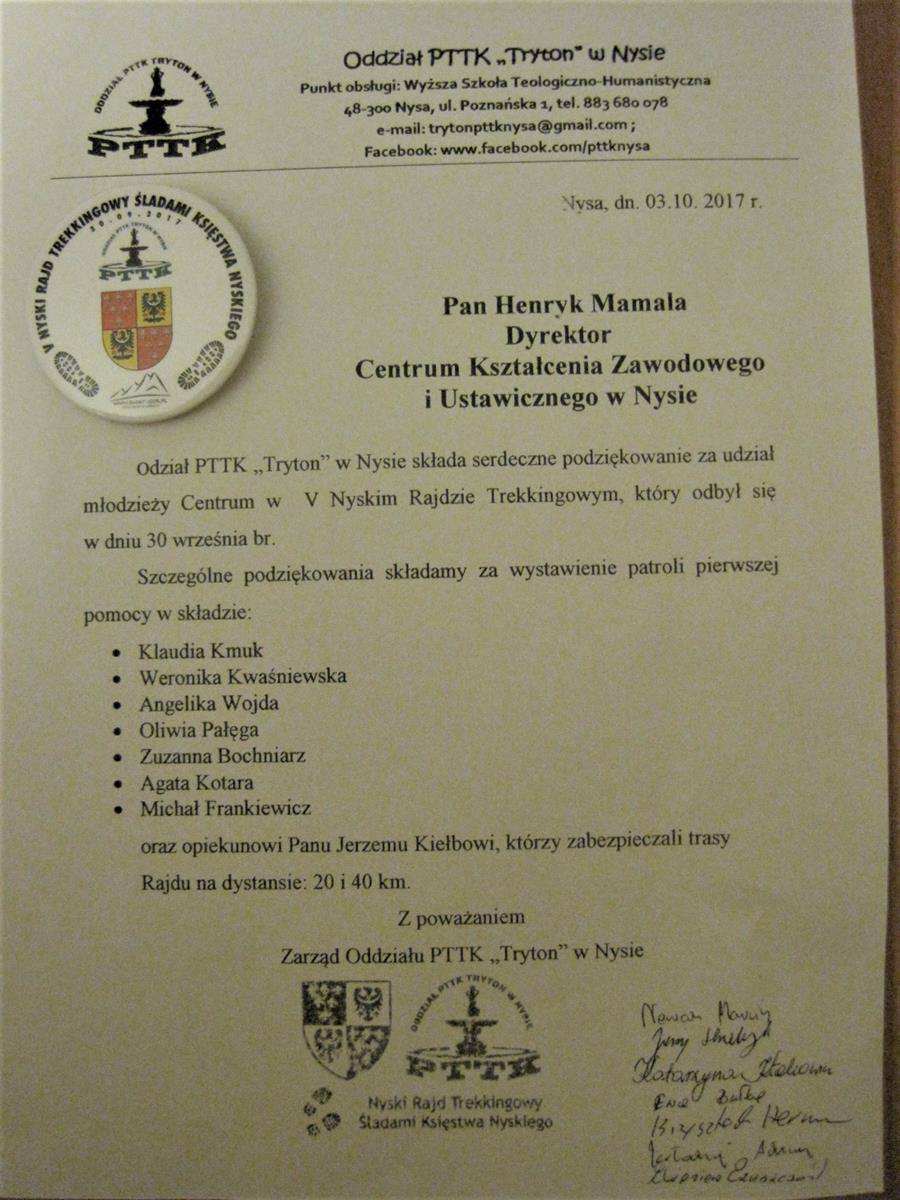 ODDZIAŁ PTTK TRYTON W NYSIE
PTTK
Oddział PTTK „Tryton" w Nysie
Punkt obsługi: Wyższa Szkoła Teologiczno-Humanistyczna
48-300 Nysa, ul. Poznańska 1, tel. 883 680 078
e-mail: trytonpttknysa@gmail.com ;
Facebook: www.facebook.com/pttknysa
V NYSKI RAJD TREKKINGOWY ŚLADAMI KSIĘSTWA NYSKIEGO
30.09.2017
ODDZIAŁ PTTK TRYTON W NYSIE
PTTK
Nysa, dn. 03.10. 2017 r.
Pan Henryk Mamala
Dyrektor
Centrum Kształcenia Zawodowego
i Ustawicznego w Nysie
Odział PTTK „Tryton” w Nysie składa serdeczne podziękowanie za udział
młodzieży Centrum w V Nyskim Rajdzie Trekkingowym, który odbył się
w dniu 30 września br.
Szczególne podziękowania składamy za wystawienie patroli pierwszej
pomocy w składzie:
• Klaudia Kmuk
• Weronika Kwaśniewska
• Angelika Wojda
• Oliwia Pałęga
• Zuzanna Bochniarz
• Agata Kotara
• Michał Frankiewicz
oraz opiekunowi Panu Jerzemu Kiełbowi, którzy zabezpieczali trasy
Rajdu na dystansie: 20 i 40 km.
Z poważaniem
Zarząd Oddziału PTTK „Tryton” w Nysie
ODDZIAŁ PTTK TRYTON W NYSIE
PTTK
Nyski Rajd Trekkingowy
Śladami Księstwa Nyskiego
Katarzyna
Ewa
Krzysztof